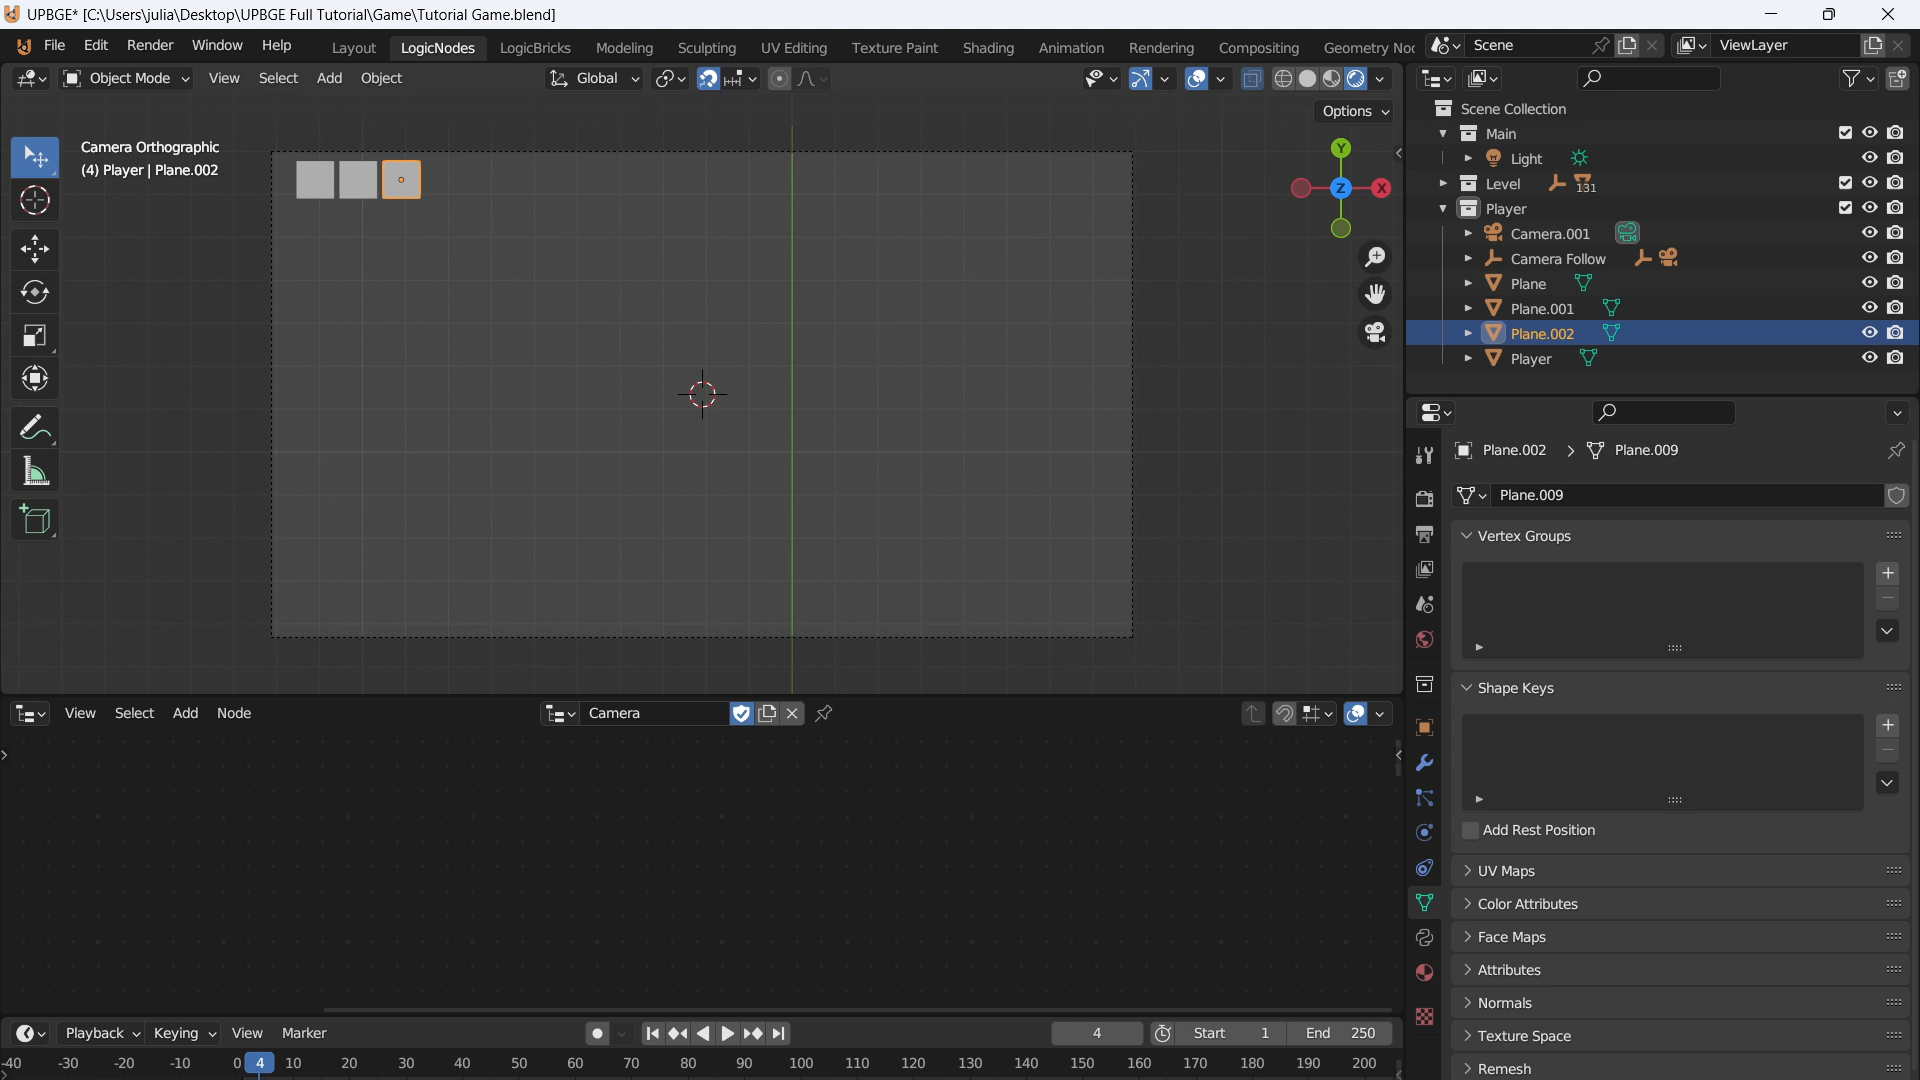 UPBGE* [C:\Users\julia\Desktop\UPBGE Full Tutorial\Game\Tutorial Game.blend]
File Edit Render Window Help Layout LogicNodes LogicBricks Modeling Sculpting UV Editing Texture Paint Shading Animation Rendering Compositing Geometry Noc Scene ViewLayer
Object Mode View Select Add Object Global
Options
Camera Orthographic
(4) Player | Plane.002
Y
Z X
Scene Collection
Main
Light
Level 131
Player
Camera.001
Camera Follow
Plane
Plane.001
Plane.002
Player
Plane.002 Plane.009
Plane.009
Vertex Groups
Shape Keys
Add Rest Position
UV Maps
Color Attributes
Face Maps
Attributes
Normals
Texture Space
Remesh
View Select Add Node Camera
Playback Keying View Marker 4 Start 1 End 250
-40 -30 -20 -10 0 4 10 20 30 40 50 60 70 80 90 100 110 120 130 140 150 160 170 180 190 200